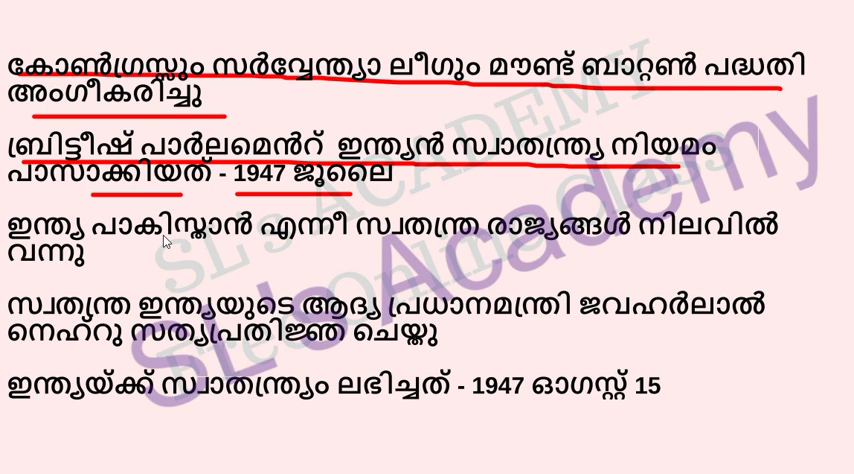 കോൺഗ്രസ്സും സർവ്വേന്ത്യാ ലീഗും മൗണ്ട് ബാറ്റൺ പദ്ധതി
അംഗീകരിച്ചു
ബ്രിട്ടീഷ് പാർലമെൻറ് ഇന്ത്യൻ സ്വാതന്ത്ര്യ നിയമം
പാസാക്കിയത് - 1947 ജൂലൈ
ഇന്ത്യ പാകിസ്താൻ എന്നീ സ്വതന്ത്ര രാജ്യങ്ങൾ നിലവിൽ
വന്നു
സ്വതന്ത്ര ഇന്ത്യയുടെ ആദ്യ പ്രധാനമന്ത്രി ജവഹർലാൽ
നെഹ്റു സത്യപ്രതിജ്ഞ ചെയ്തു
ഇന്ത്യയ്ക്ക് സ്വാതന്ത്ര്യം ലഭിച്ചത് - 1947 ഓഗസ്റ്റ് 15
SL's Academy
SL's ACADEMY
Online Class